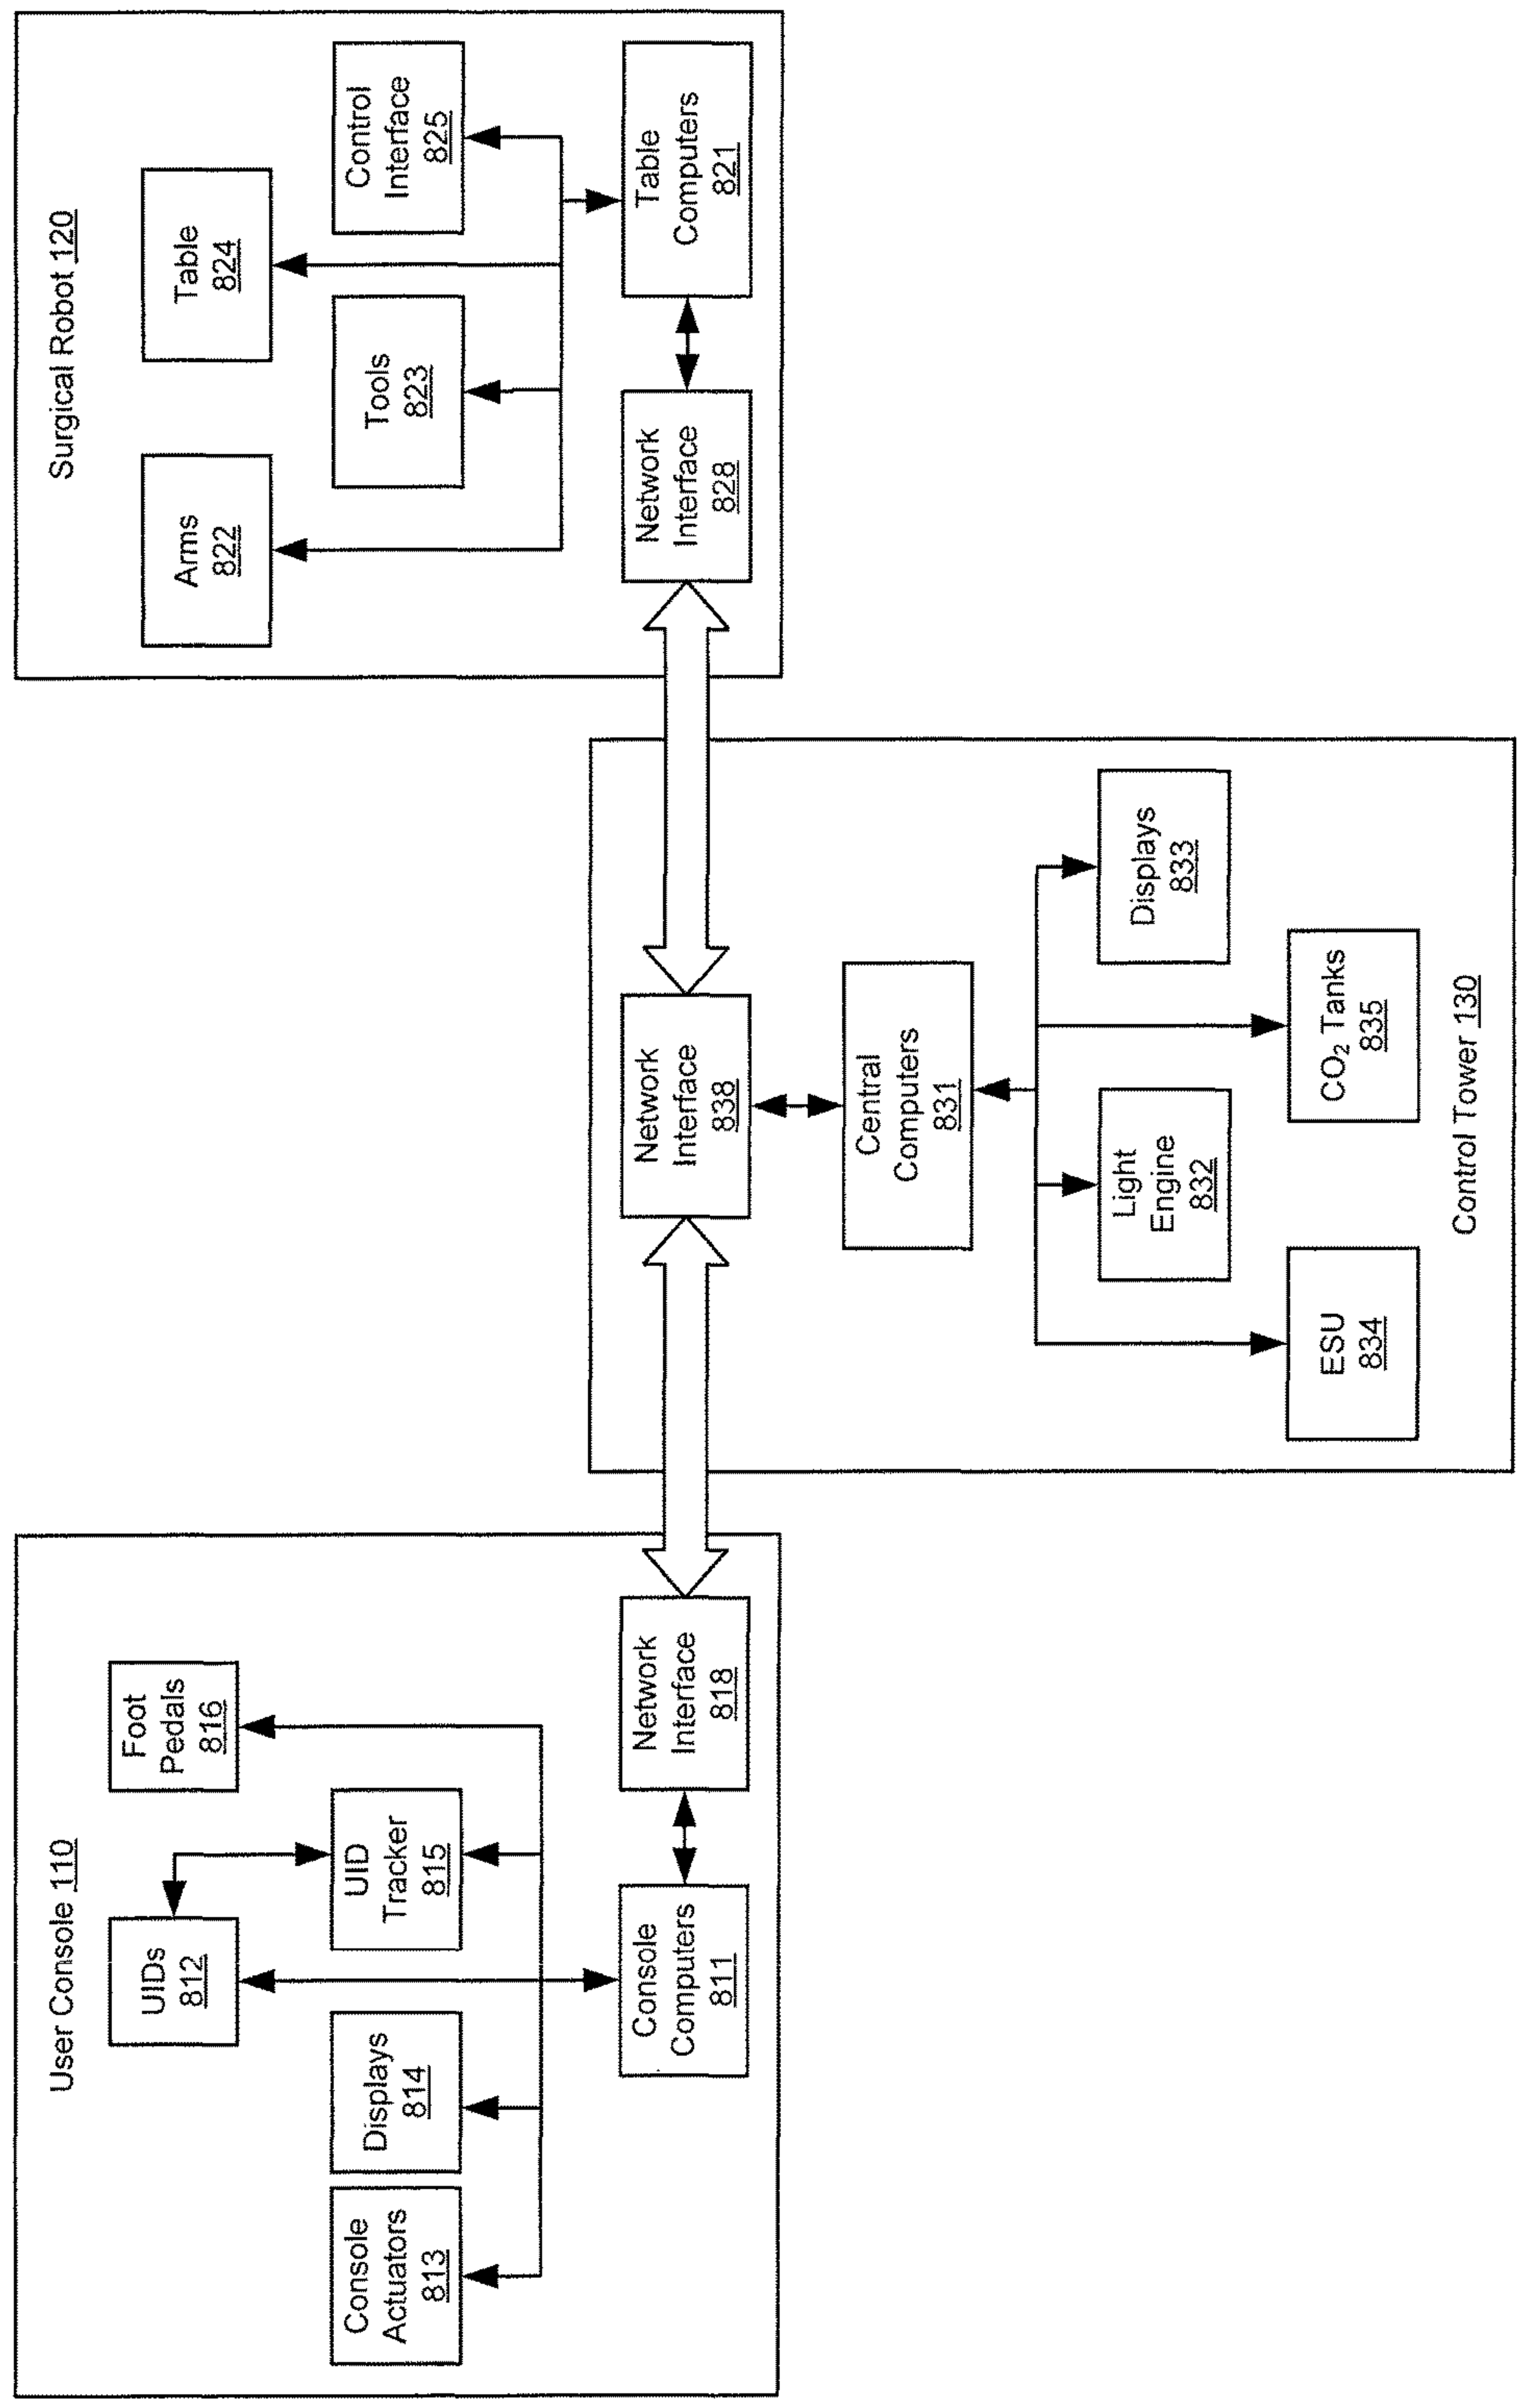 User Console 110
UIDs
812
Foot
Pedals
816
Console
Actuators
813
Displays
814
UID
Tracker
815
Console
Computers
811
Network
Interface
818
Surgical Robot 120
Arms
822
Table
824
Tools
823
Control
Interface
825
Network
Interface
828
Table
Computers
821
Network
Interface
838
Central
Computers
831
Light
Engine
832
Displays
833
ESU
834
CO₂ Tanks
835
Control Tower 130